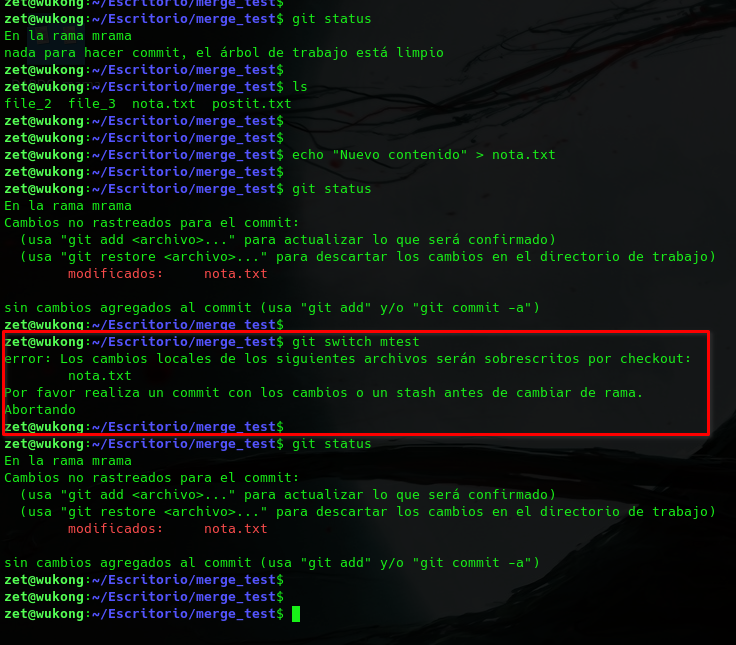 zet@wukong:~/Escritorio/merge_test$
zet@wukong:~/Escritorio/merge_test$ git status
En la rama mrama
nada para hacer commit, el árbol de trabajo está limpio
zet@wukong:~/Escritorio/merge_test$
zet@wukong:~/Escritorio/merge_test$ ls
file_2  file_3  nota.txt  postit.txt
zet@wukong:~/Escritorio/merge_test$
zet@wukong:~/Escritorio/merge_test$
zet@wukong:~/Escritorio/merge_test$ echo "Nuevo contenido" > nota.txt
zet@wukong:~/Escritorio/merge_test$
zet@wukong:~/Escritorio/merge_test$ git status
En la rama mrama
Cambios no rastreados para el commit:
  (usa "git add <archivo>..." para actualizar lo que será confirmado)
  (usa "git restore <archivo>..." para descartar los cambios en el directorio de trabajo)
        modificados:     nota.txt
sin cambios agregados al commit (usa "git add" y/o "git commit -a")
zet@wukong:~/Escritorio/merge_test$
zet@wukong:~/Escritorio/merge_test$ git switch mtest
error: Los cambios locales de los siguientes archivos serán sobrescritos por checkout:
        nota.txt
Por favor realiza un commit con los cambios o un stash antes de cambiar de rama.
Abortando
zet@wukong:~/Escritorio/merge_test$
zet@wukong:~/Escritorio/merge_test$ git status
En la rama mrama
Cambios no rastreados para el commit:
  (usa "git add <archivo>..." para actualizar lo que será confirmado)
  (usa "git restore <archivo>..." para descartar los cambios en el directorio de trabajo)
        modificados:     nota.txt
sin cambios agregados al commit (usa "git add" y/o "git commit -a")
zet@wukong:~/Escritorio/merge_test$
zet@wukong:~/Escritorio/merge_test$
zet@wukong:~/Escritorio/merge_test$